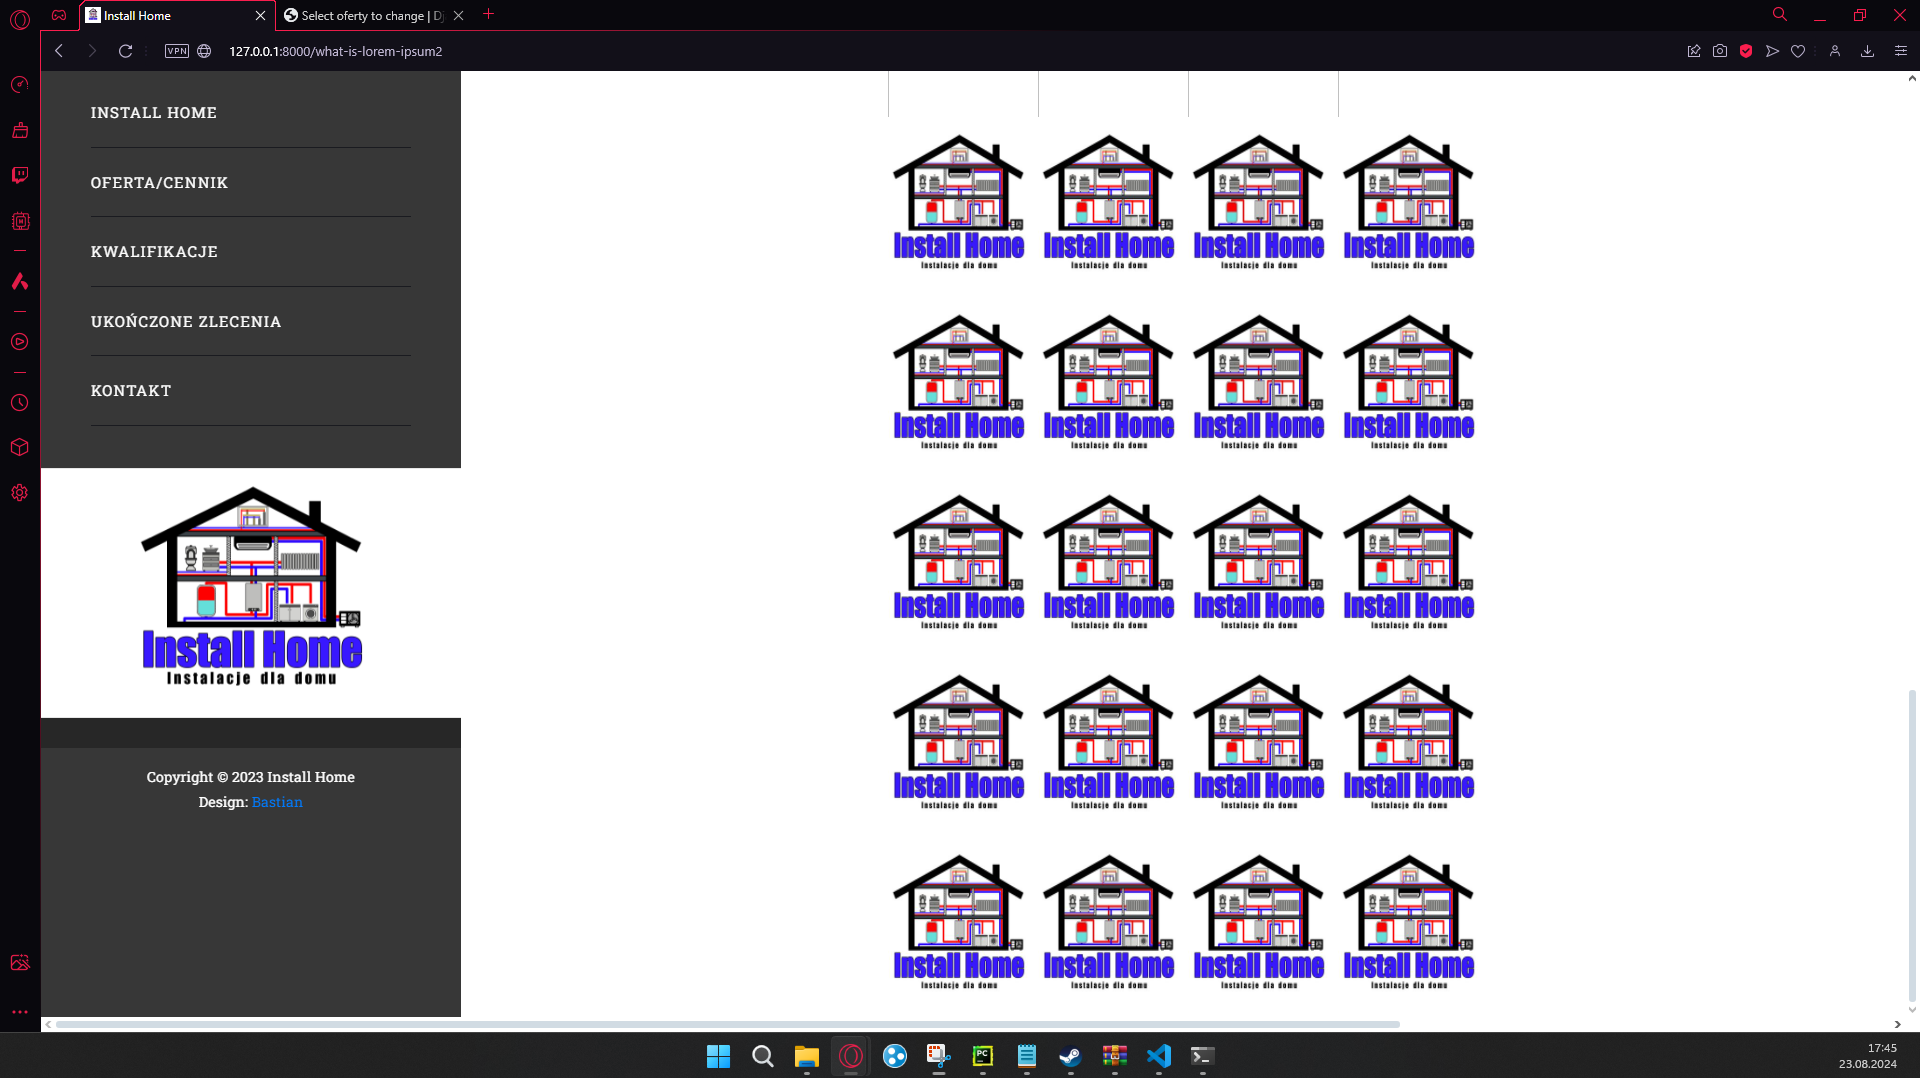 Install Home
Select oferty to change | Dj
VPN
127.0.0.1:8000/what-is-lorem-ipsum2
INSTALL HOME
OFERTA/CENNIK
KWALIFIKACJE
UKOŃCZONE ZLECENIA
KONTAKT
Install Home
Instalacje dla domu
Copyright © 2023 Install Home
Design: Bastian
Install Home Install Home Install Home Install Home
Instalacje dla domu Instalacje dla domu Instalacje dla domu Instalacje dla domu
Install Home Install Home Install Home Install Home
Instalacje dla domu Instalacje dla domu Instalacje dla domu Instalacje dla domu
Install Home Install Home Install Home Install Home
Instalacje dla domu Instalacje dla domu Instalacje dla domu Instalacje dla domu
Install Home Install Home Install Home Install Home
Instalacje dla domu Instalacje dla domu Instalacje dla domu Instalacje dla domu
Install Home Install Home Install Home Install Home
Instalacje dla domu Instalacje dla domu Instalacje dla domu Instalacje dla domu
PC
17:45
23.08.2024